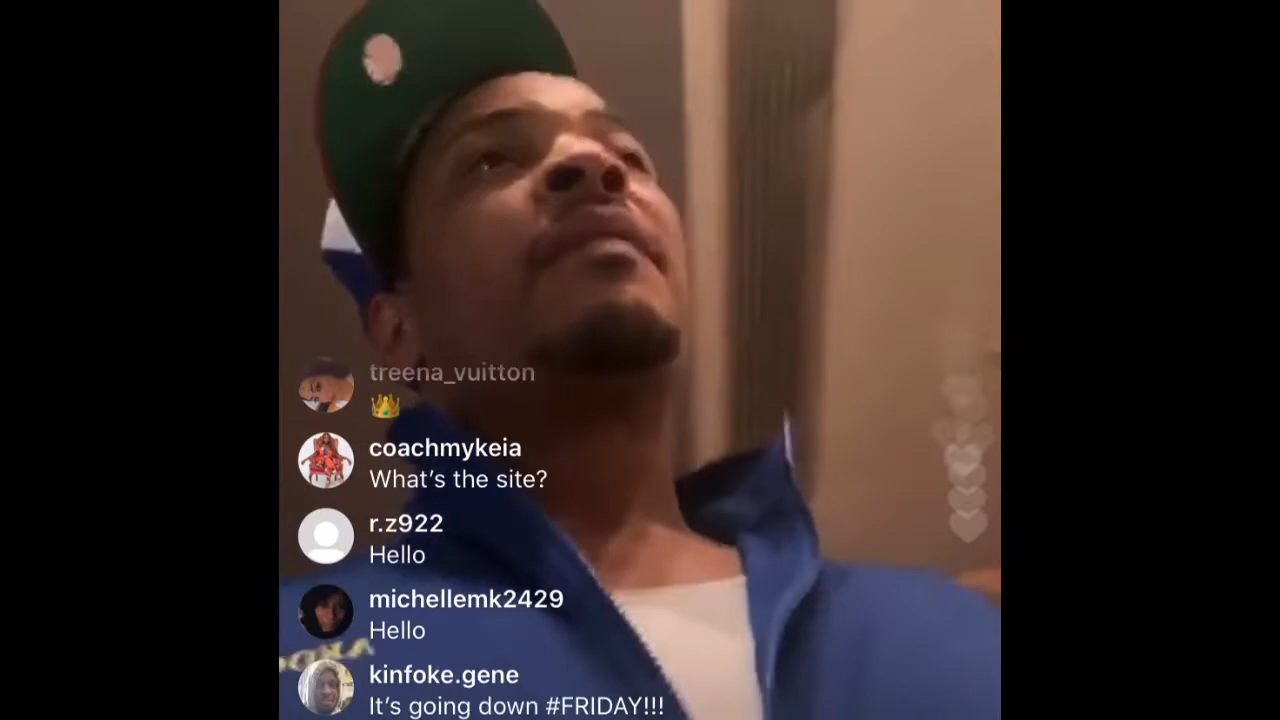 treena_vuitton
👑
coachmykeia
What's the site?
r.z922
Hello
michellemk2429
Hello
kinfoke.gene
It's going down #FRIDAY!!!